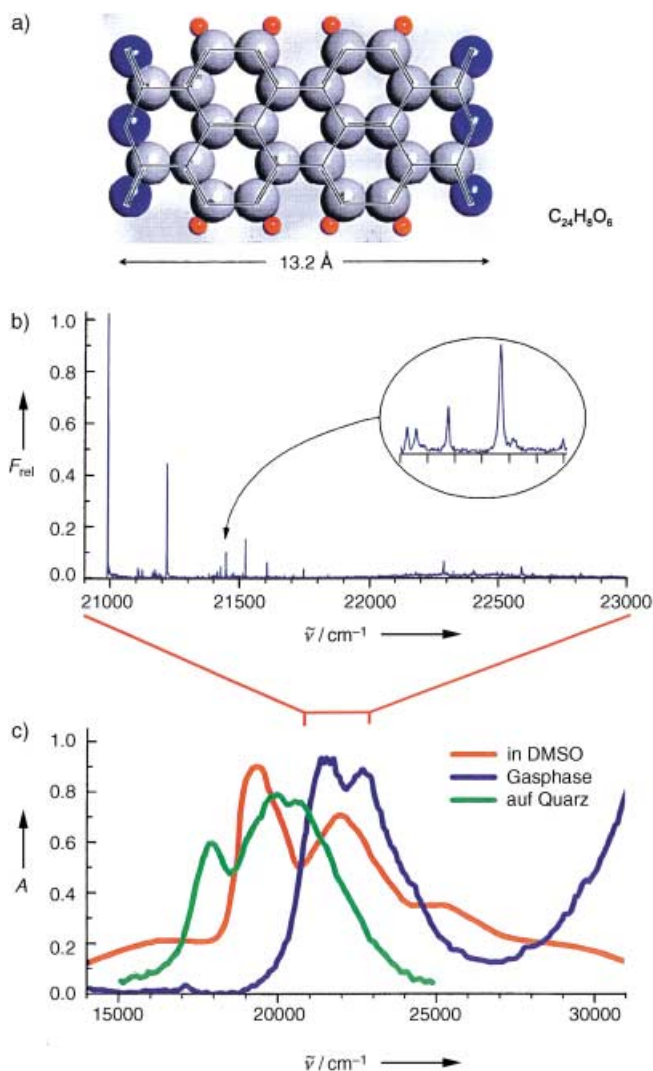 a)
C₂₄H₈O₆
13.2 Å
b)
1.0
0.8
0.6
F_rel
0.4
0.2
0.0
21000 21500 22000 22500 23000
ṽ / cm⁻¹
c)
1.0
in DMSO
0.8
Gasphase
auf Quarz
0.6
A
0.4
0.2
0.0
15000 20000 25000 30000
ṽ / cm⁻¹